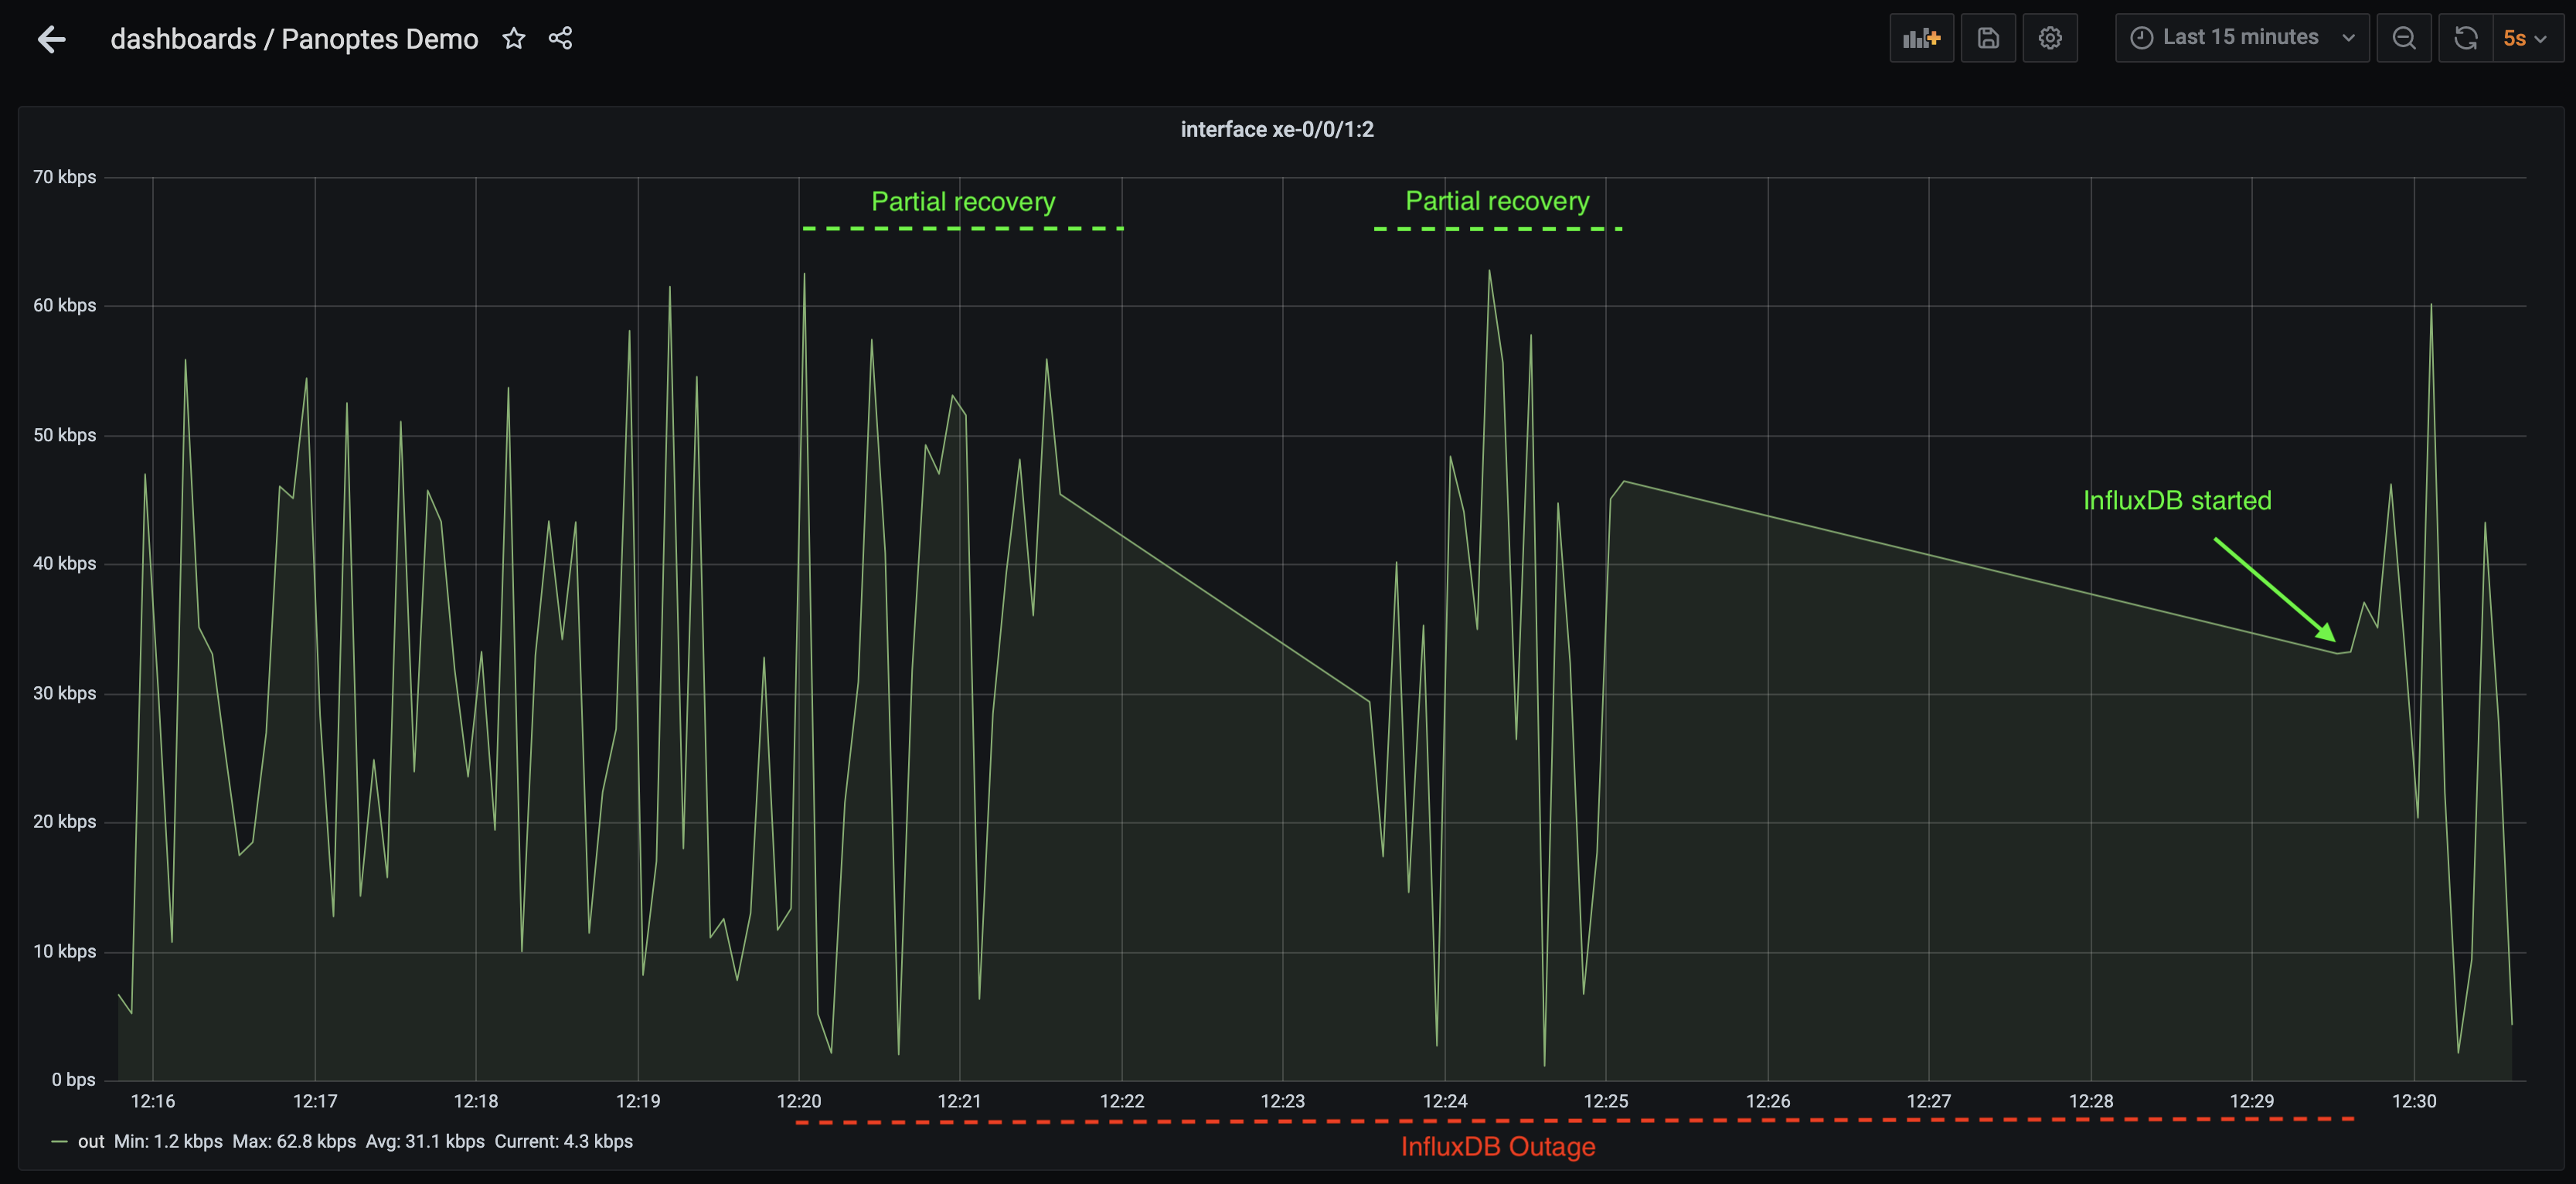 dashboards / Panoptes Demo
Last 15 minutes
5s
interface xe-0/0/1:2
70 kbps
60 kbps
50 kbps
40 kbps
30 kbps
20 kbps
10 kbps
0 bps
Partial recovery
Partial recovery
InfluxDB started
12:16
12:17
12:18
12:19
12:20
12:21
12:22
12:23
12:24
12:25
12:26
12:27
12:28
12:29
12:30
out Min: 1.2 kbps Max: 62.8 kbps Avg: 31.1 kbps Current: 4.3 kbps
InfluxDB Outage